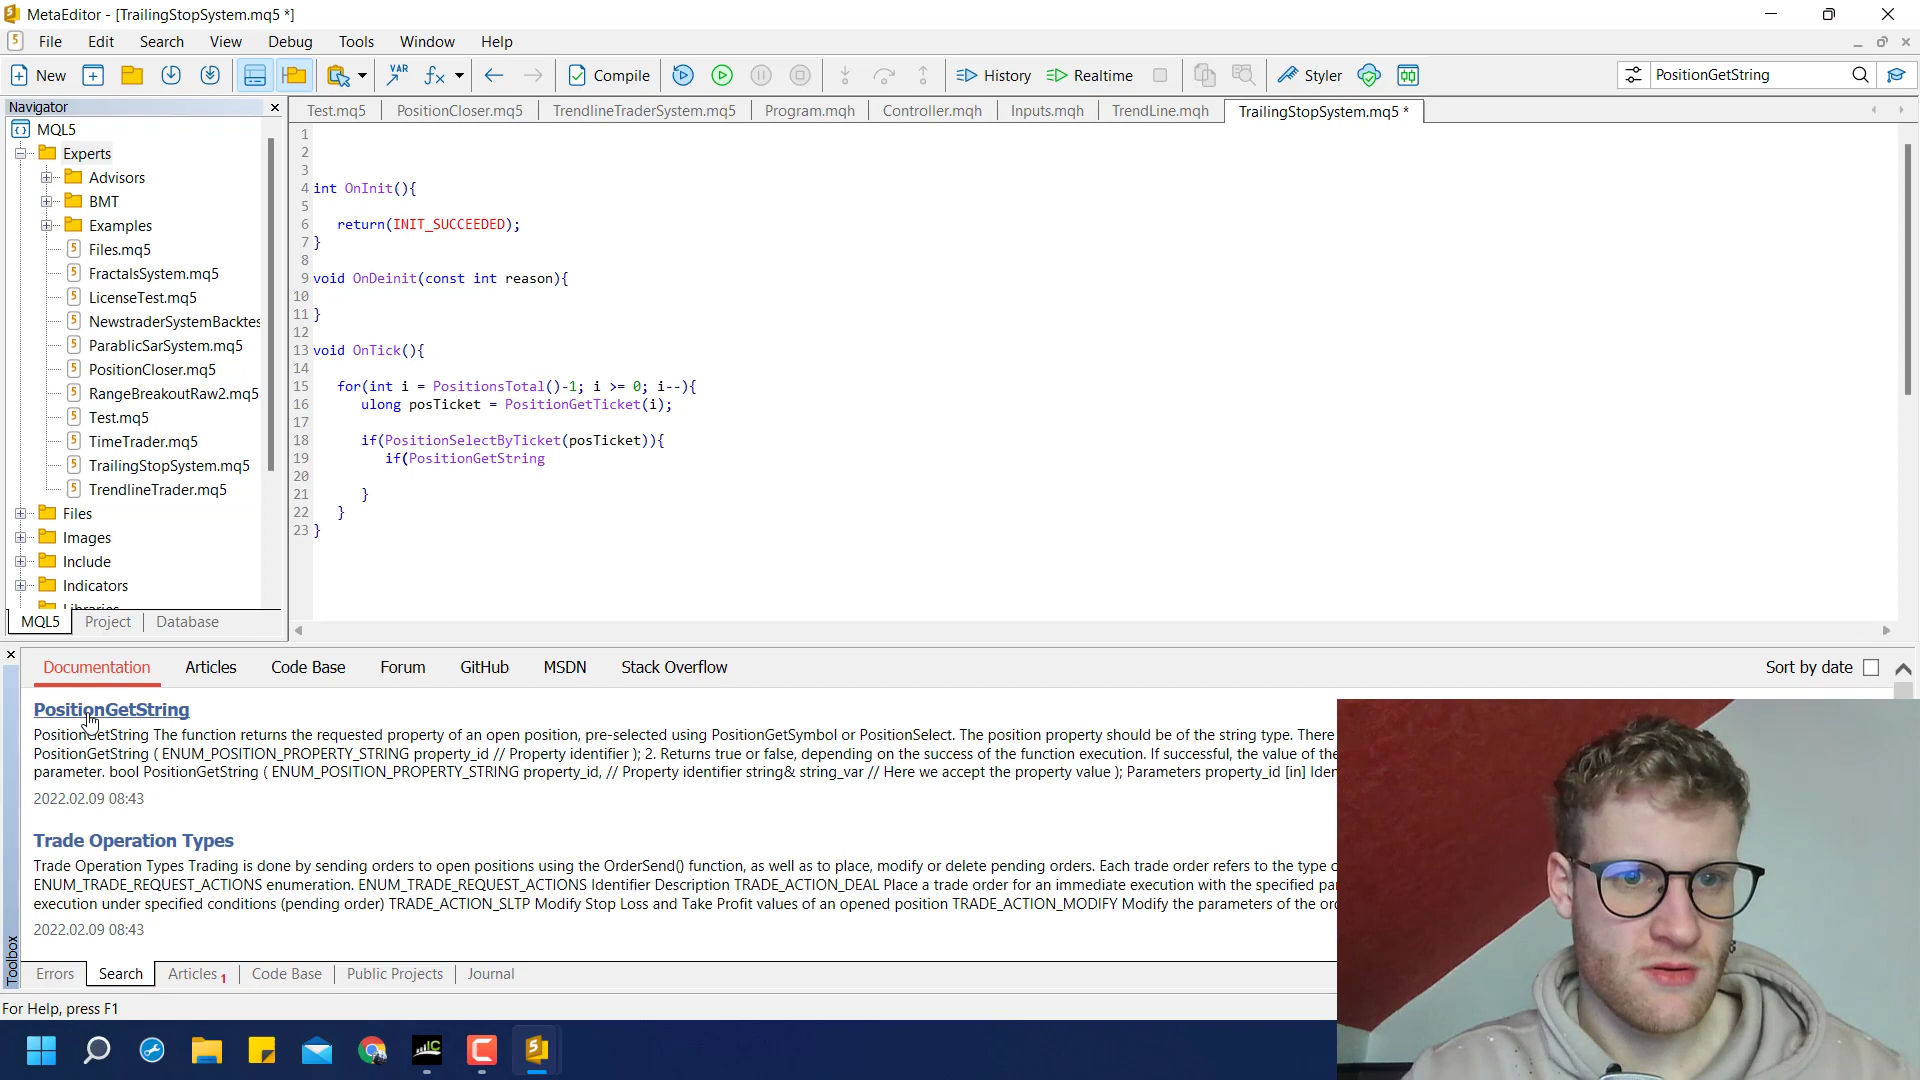 MetaEditor - [TrailingStopSystem.mq5 *]
File Edit Search View Debug Tools Window Help
New VAR Compile History Realtime Styler PositionGetString
Navigator
Test.mq5 PositionCloser.mq5 TrendlineTraderSystem.mq5 Program.mqh Controller.mqh Inputs.mqh TrendLine.mqh TrailingStopSystem.mq5 *
MQL5
Experts
Advisors
BMT
Examples
Files.mq5
FractalsSystem.mq5
LicenseTest.mq5
NewstraderSystemBacktes
ParablicSarSystem.mq5
PositionCloser.mq5
RangeBreakoutRaw2.mq5
Test.mq5
TimeTrader.mq5
TrailingStopSystem.mq5
TrendlineTrader.mq5
Files
Images
Include
Indicators
MQL5 Project Database
1
2
3
4 int OnInit(){
5
6 return(INIT_SUCCEEDED);
7 }
8
9 void OnDeinit(const int reason){
10
11 }
12
13 void OnTick(){
14
15 for(int i = PositionsTotal()-1; i >= 0; i--){
16 ulong posTicket = PositionGetTicket(i);
17
18 if(PositionSelectByTicket(posTicket)){
19 if(PositionGetString
20
21 }
22 }
23 }
Documentation Articles Code Base Forum GitHub MSDN Stack Overflow Sort by date
PositionGetString
PositionGetString The function returns the requested property of an open position, pre-selected using PositionGetSymbol or PositionSelect. The position property should be of the string type. There
PositionGetString ( ENUM_POSITION_PROPERTY_STRING property_id // Property identifier ); 2. Returns true or false, depending on the success of the function execution. If successful, the value of the
parameter. bool PositionGetString ( ENUM_POSITION_PROPERTY_STRING property_id, // Property identifier string& string_var // Here we accept the property value ); Parameters property_id [in] Iden
2022.02.09 08:43
Trade Operation Types
Trade Operation Types Trading is done by sending orders to open positions using the OrderSend() function, as well as to place, modify or delete pending orders. Each trade order refers to the type o
ENUM_TRADE_REQUEST_ACTIONS enumeration. ENUM_TRADE_REQUEST_ACTIONS Identifier Description TRADE_ACTION_DEAL Place a trade order for an immediate execution with the specified par
execution under specified conditions (pending order) TRADE_ACTION_SLTP Modify Stop Loss and Take Profit values of an opened position TRADE_ACTION_MODIFY Modify the parameters of the ord
2022.02.09 08:43
Toolbox
Errors Search Articles 1 Code Base Public Projects Journal
For Help, press F1